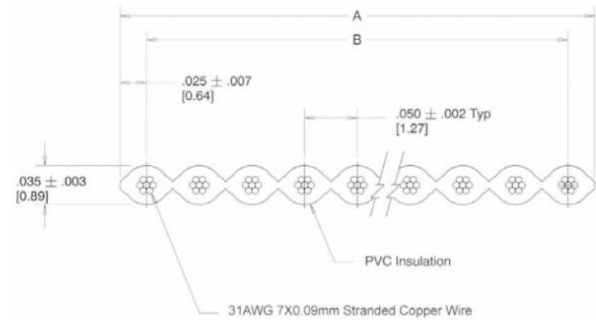 A
B
.025 ± .007
[0.64]
.050 ± .002 Typ
[1.27]
.035 ± .003
[0.89]
PVC Insulation
31AWG 7X0.09mm Stranded Copper Wire